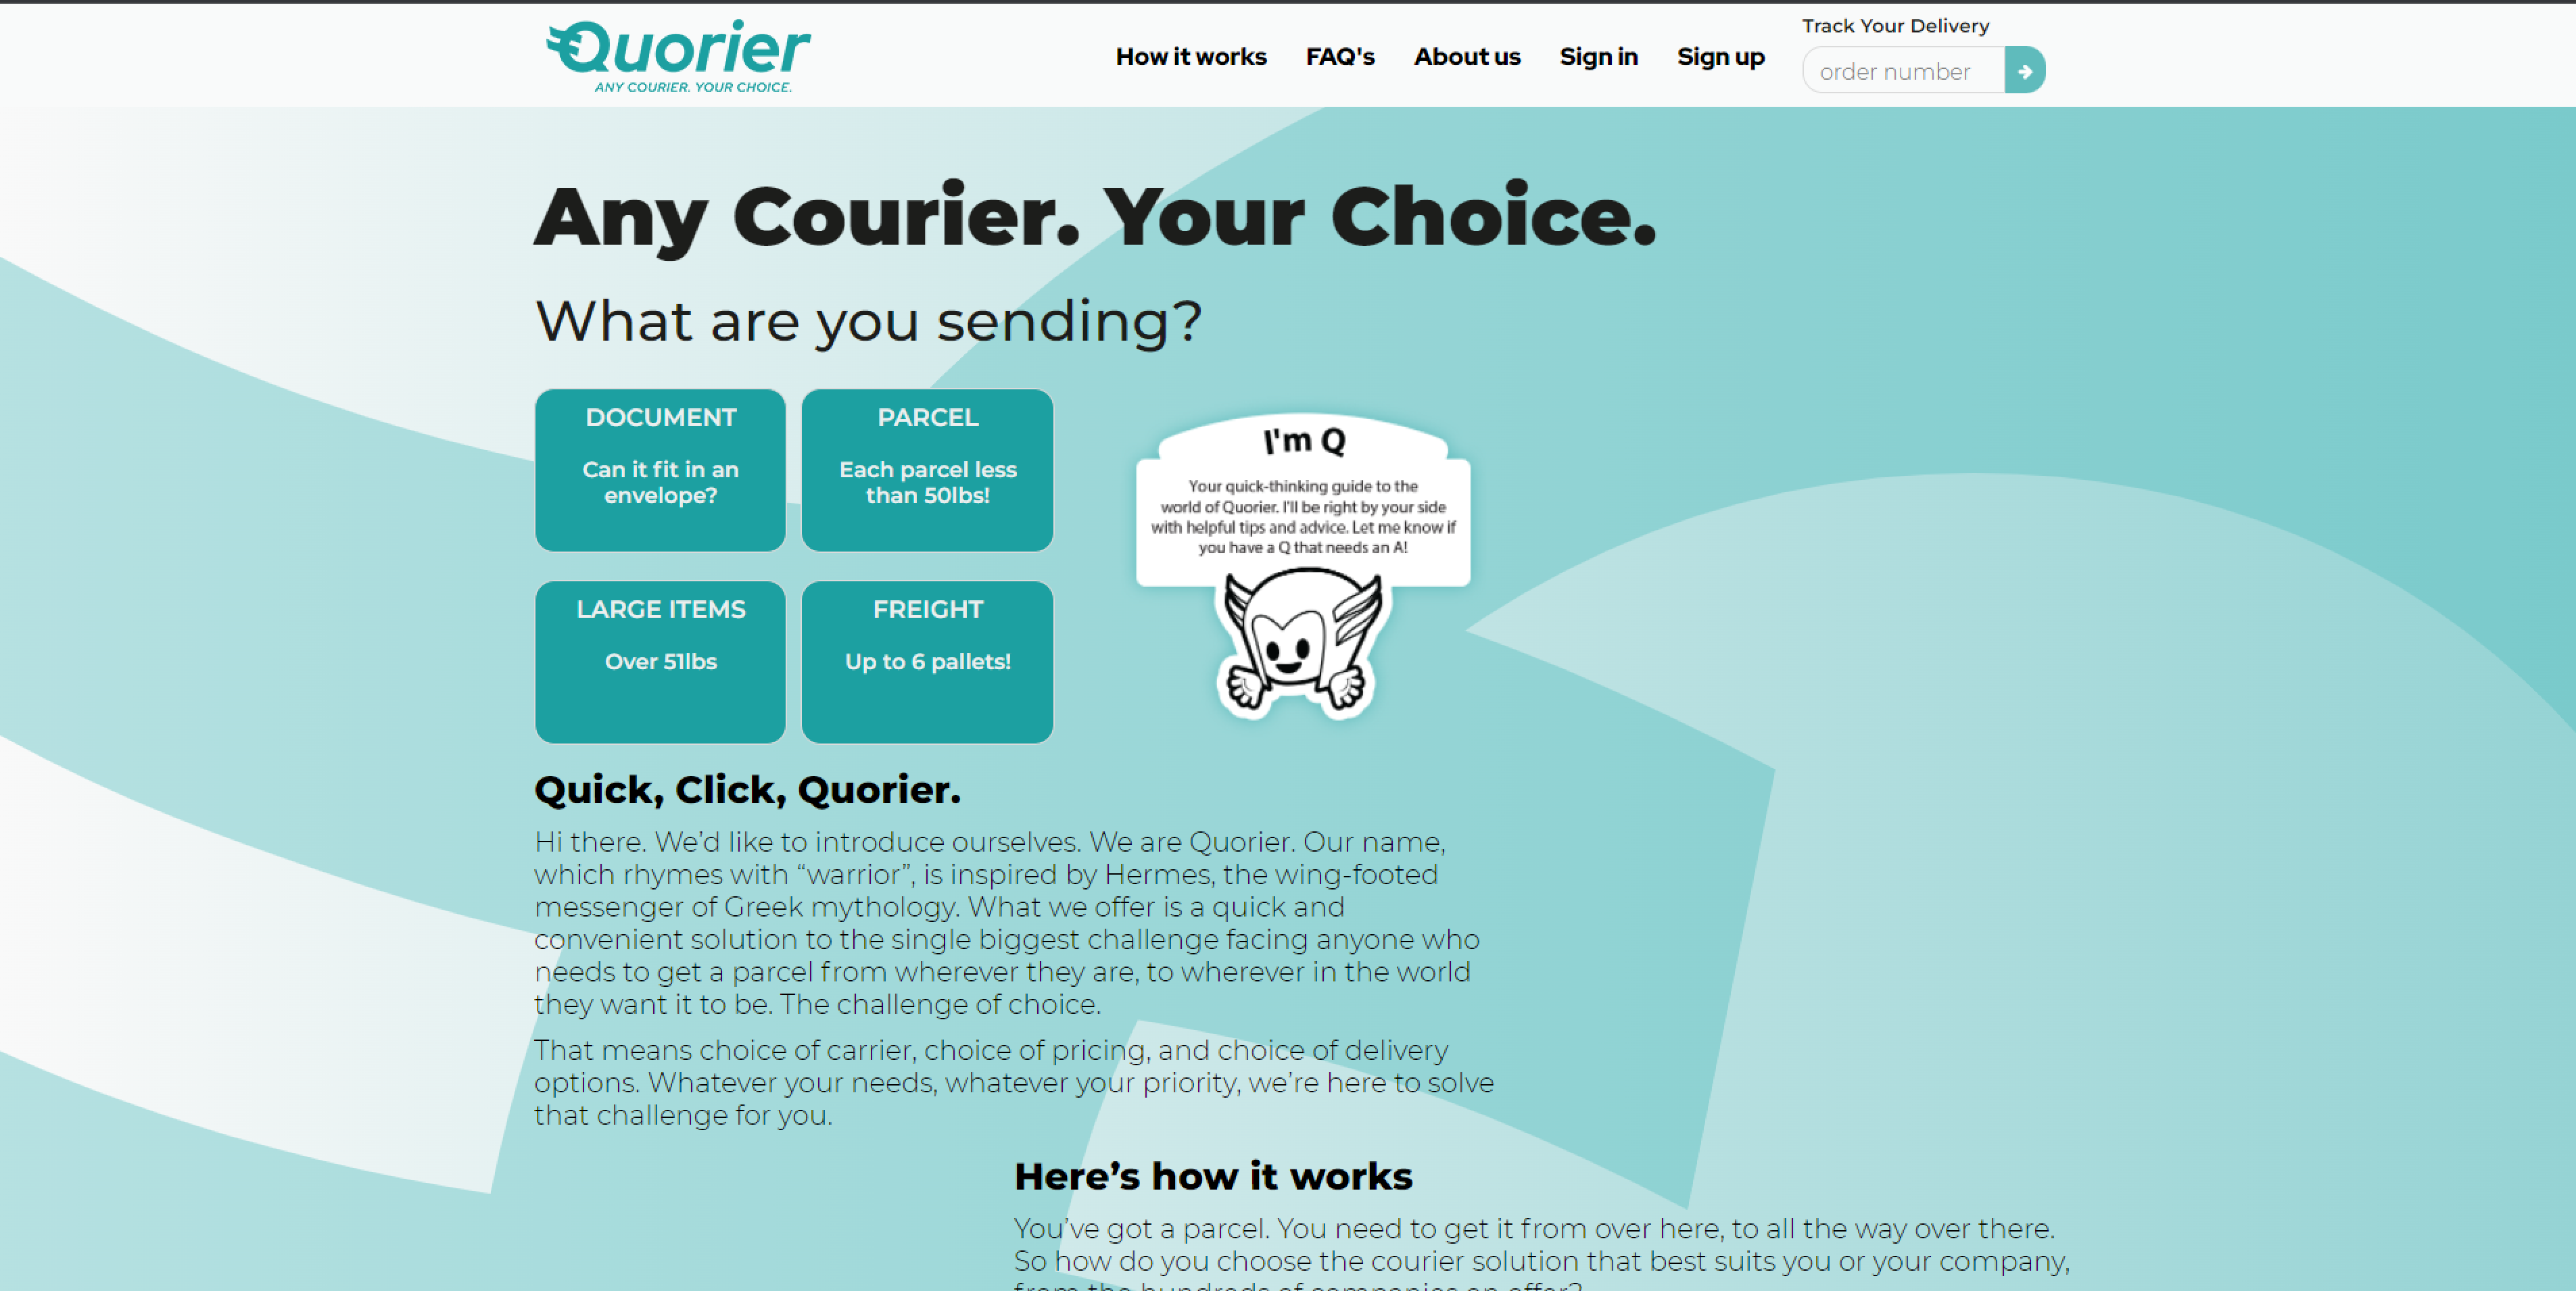 Quorier
ANY COURIER. YOUR CHOICE.
How it works
FAQ's
About us
Sign in
Sign up
Track Your Delivery
order number
Any Courier. Your Choice.
What are you sending?
DOCUMENT
Can it fit in an
envelope?
PARCEL
Each parcel less
than 50lbs!
LARGE ITEMS
Over 51lbs
FREIGHT
Up to 6 pallets!
I'm Q
Your quick-thinking guide to the
world of Quorier. I'll be right by your side
with helpful tips and advice. Let me know if
you have a Q that needs an A!
Quick, Click, Quorier.
Hi there. We’d like to introduce ourselves. We are Quorier. Our name,
which rhymes with “warrior”, is inspired by Hermes, the wing-footed
messenger of Greek mythology. What we offer is a quick and
convenient solution to the single biggest challenge facing anyone who
needs to get a parcel from wherever they are, to wherever in the world
they want it to be. The challenge of choice.
That means choice of carrier, choice of pricing, and choice of delivery
options. Whatever your needs, whatever your priority, we’re here to solve
that challenge for you.
Here’s how it works
You’ve got a parcel. You need to get it from over here, to all the way over there.
So how do you choose the courier solution that best suits you or your company,
from the hundreds of companies on offer?